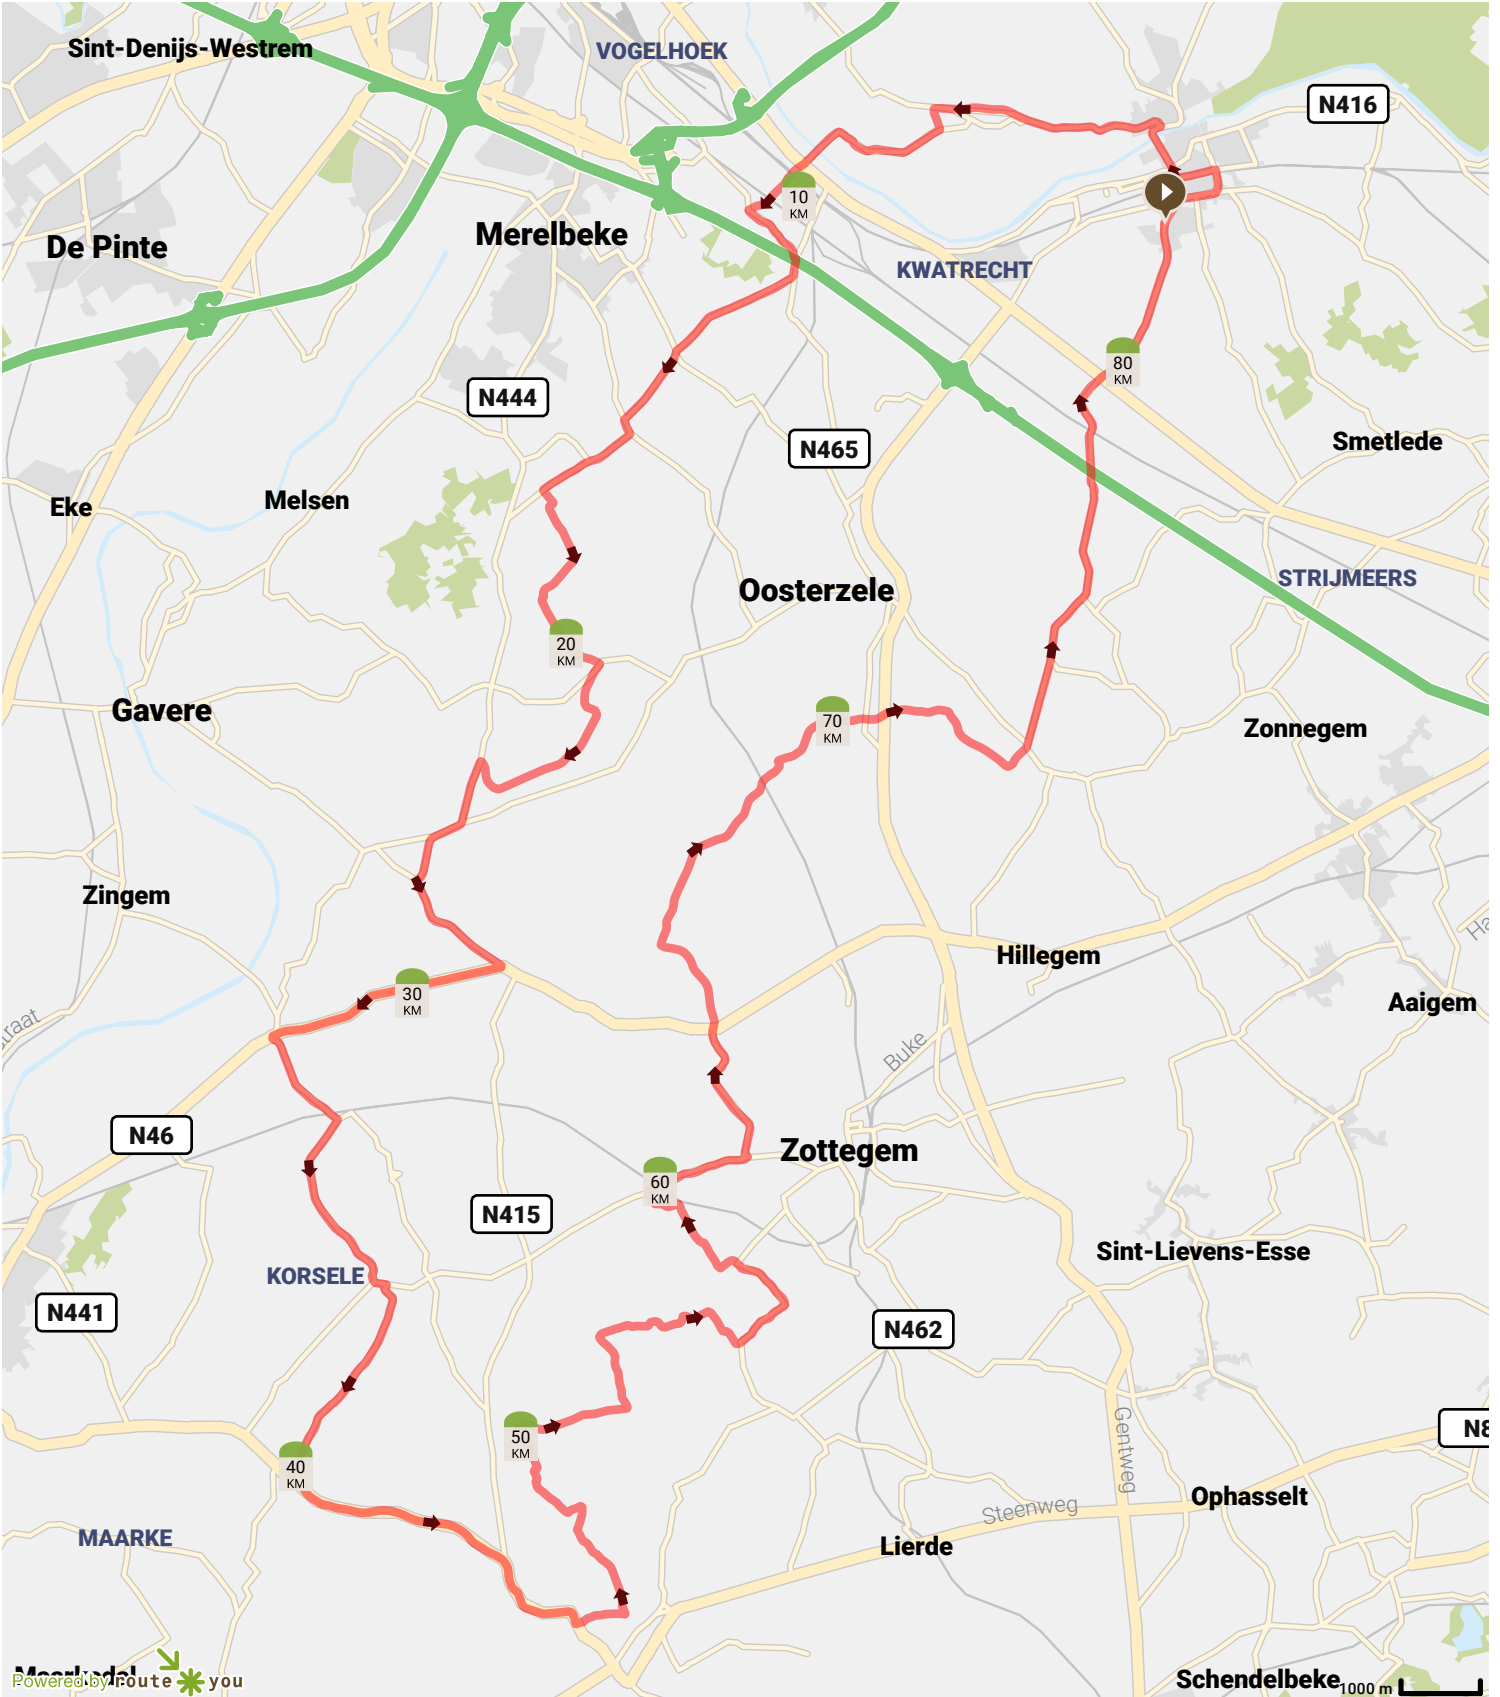 Sint-Denijs-Westrem
VOGELHOEK
N416
10
KM
De Pinte
Merelbeke
KWATRECHT
80
KM
N444
N465
Smetlede
Eke
Melsen
STRIJMEERS
Oosterzele
20
KM
Gavere
70
KM
Zonnegem
Zingem
Hillegem
Ha
30
KM
Aaigem
traat
Buke
N46
Zottegem
60
KM
N415
Sint-Lievens-Esse
KORSELE
N441
N462
Gentweg
50
KM
N8
40
KM
Ophasselt
Steenweg
MAARKE
Lierde
Powered by route you
Schendelbeke
1000 m